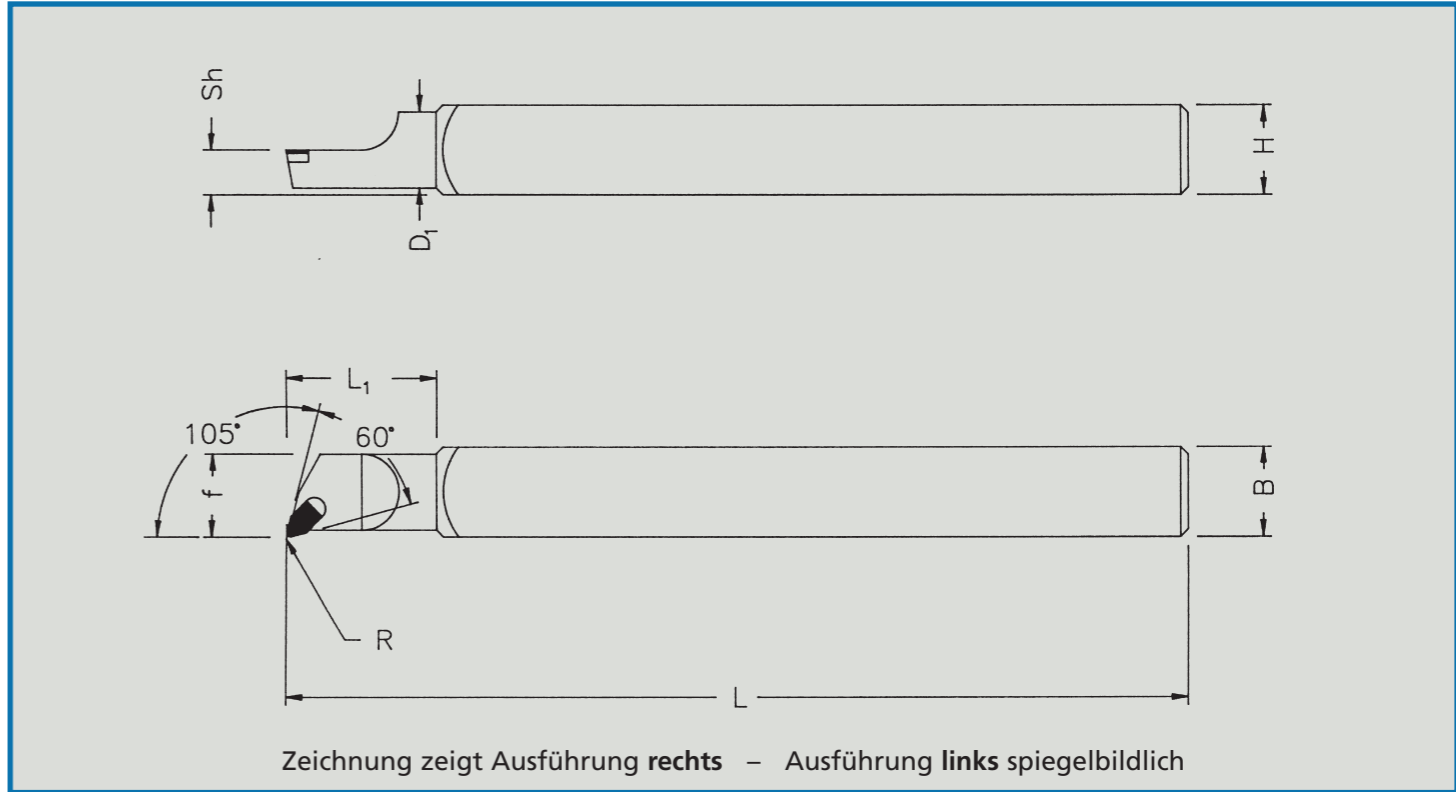 Sh
H
D₁
L₁
105°
60°
f
B
R
L
Zeichnung zeigt Ausführung rechts – Ausführung links spiegelbildlich